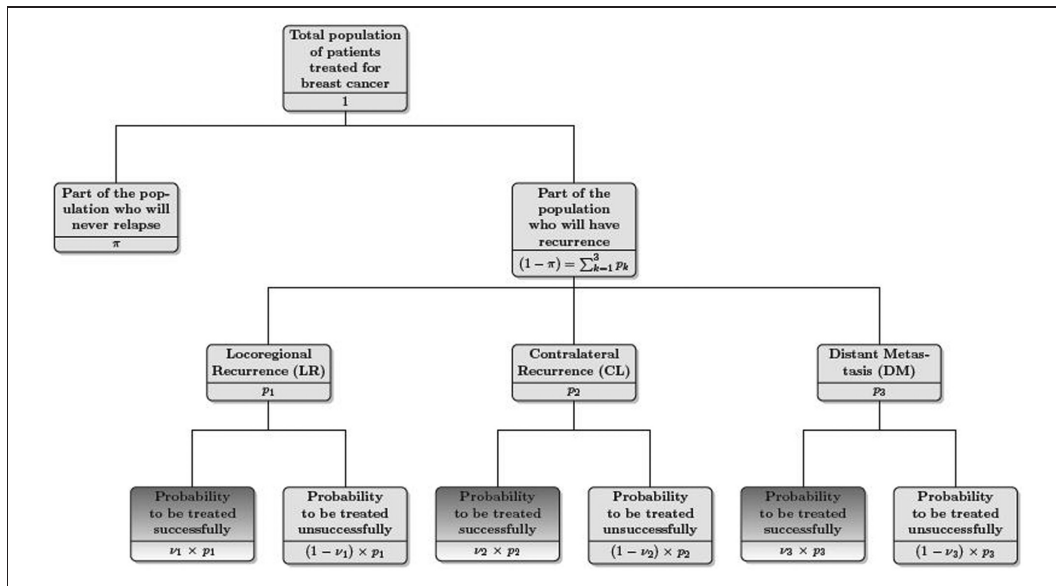 Total population
of patients
treated for
breast cancer
1
Part of the pop-
ulation who will
never relapse
π
Part of the
population
who will have
recurrence
(1 − π) = ∑³ₖ₌₁ pₖ
Locoregional
Recurrence (LR)
p₁
Contralateral
Recurrence (CL)
p₂
Distant Metas-
tasis (DM)
p₃
Probability
to be treated
successfully
ν₁ × p₁
Probability
to be treated
unsuccessfully
(1 − ν₁) × p₁
Probability
to be treated
successfully
ν₂ × p₂
Probability
to be treated
unsuccessfully
(1 − ν₂) × p₂
Probability
to be treated
successfully
ν₃ × p₃
Probability
to be treated
unsuccessfully
(1 − ν₃) × p₃